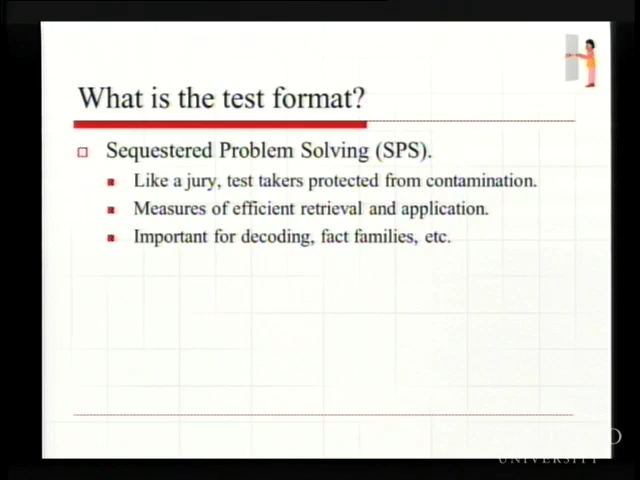 What is the test format?
Sequestered Problem Solving (SPS).
Like a jury, test takers protected from contamination.
Measures of efficient retrieval and application.
Important for decoding, fact families, etc.
UNIVERSITY